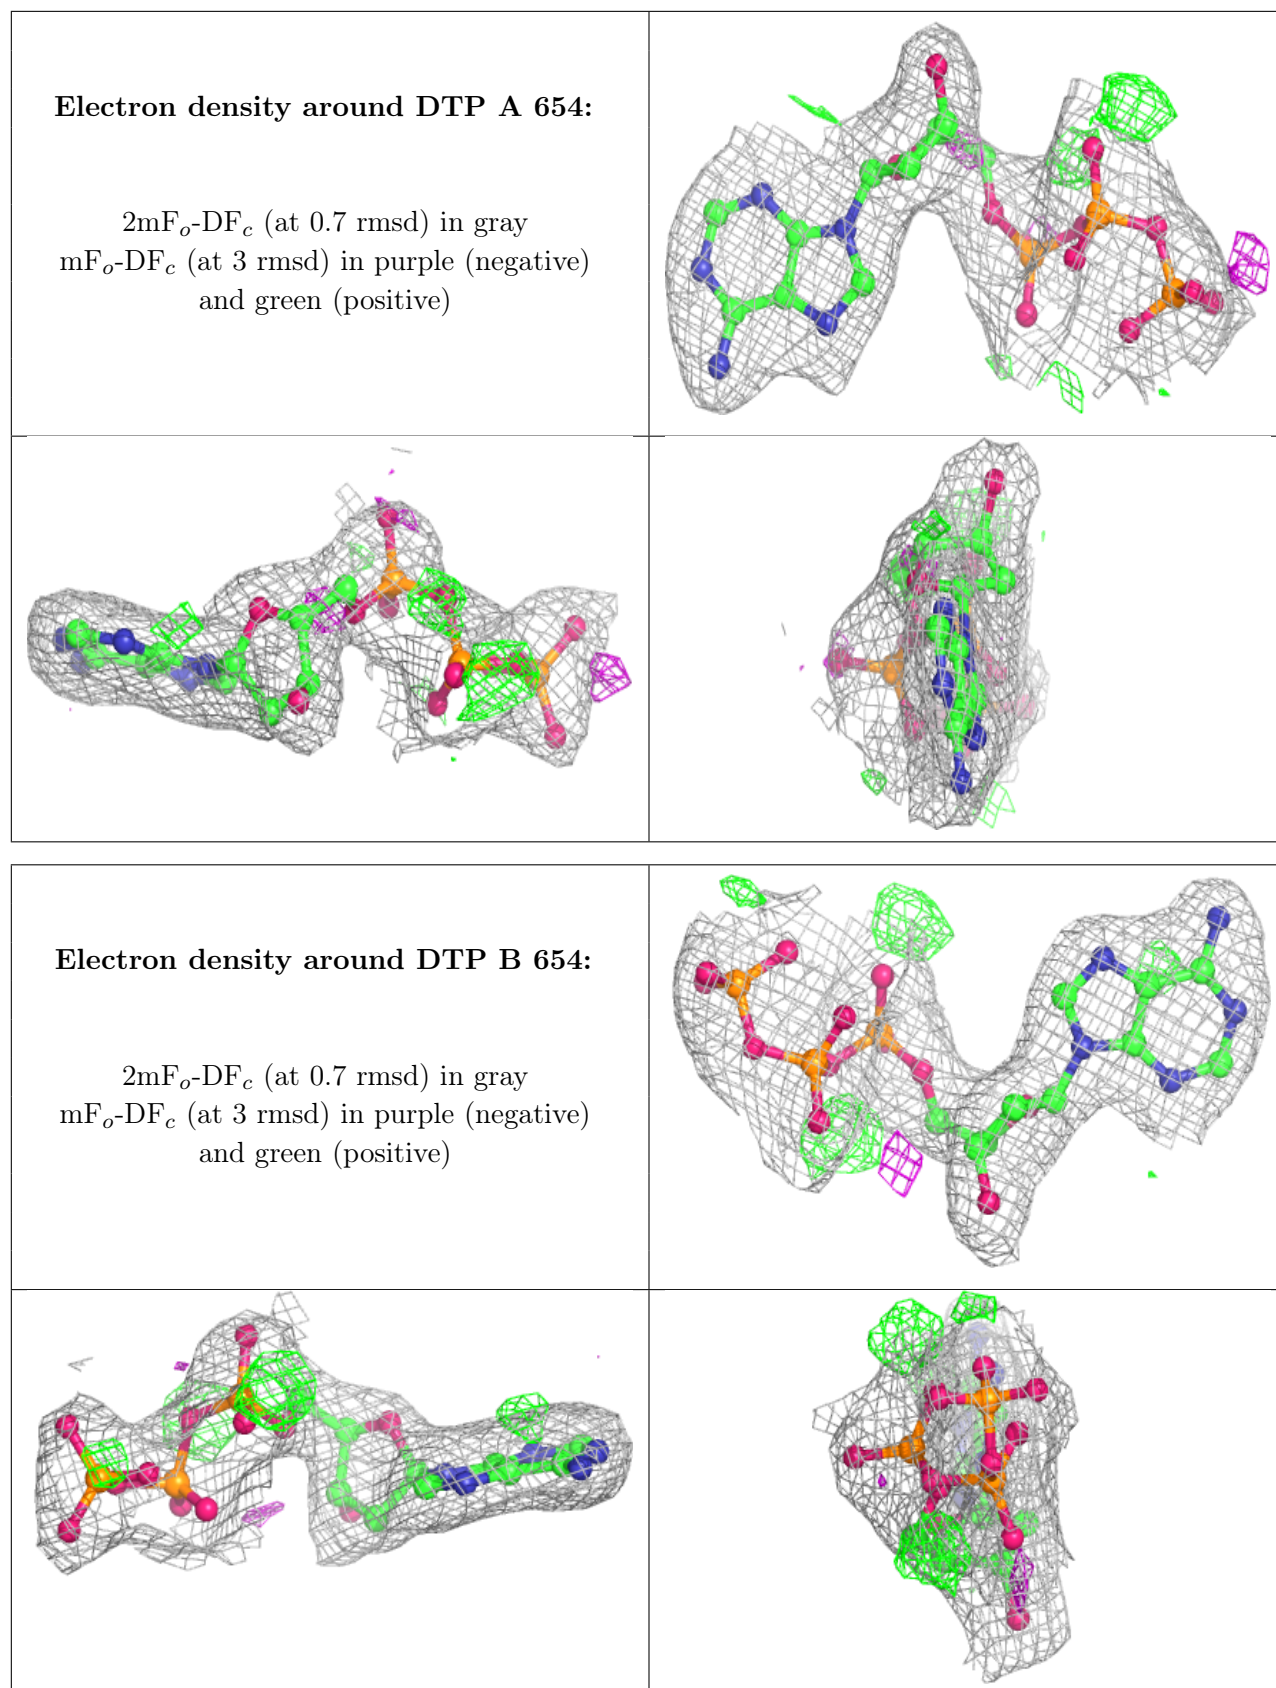 Electron density around DTP A 654:
2mFₒ-DF𝑐 (at 0.7 rmsd) in gray
mFₒ-DF𝑐 (at 3 rmsd) in purple (negative)
and green (positive)
Electron density around DTP B 654:
2mFₒ-DF𝑐 (at 0.7 rmsd) in gray
mFₒ-DF𝑐 (at 3 rmsd) in purple (negative)
and green (positive)